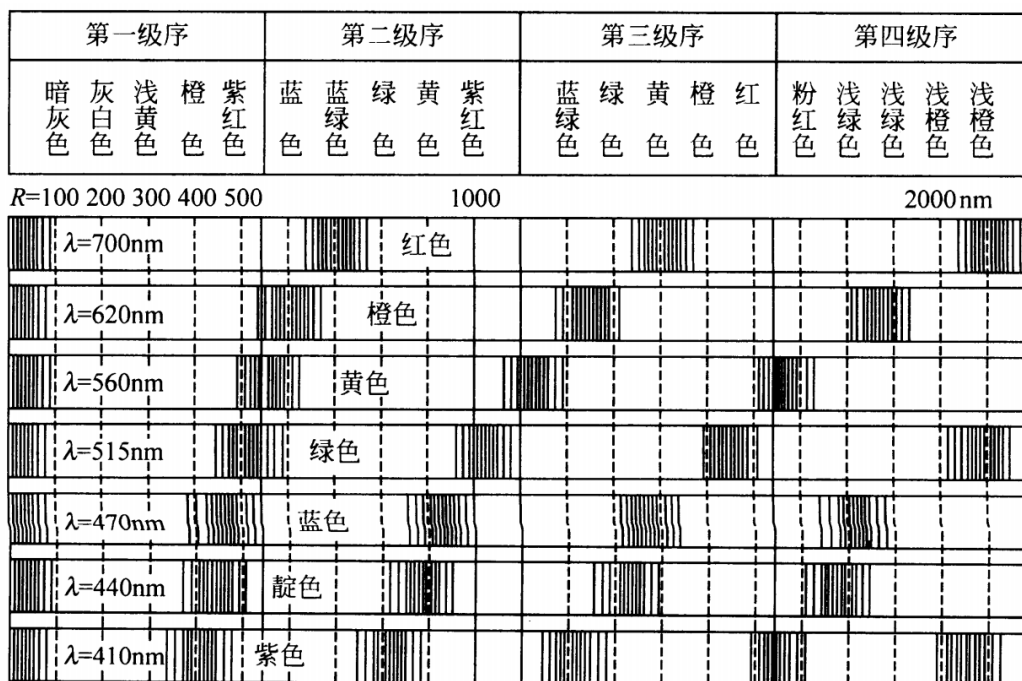 第一级序 第二级序 第三级序 第四级序
暗灰色 灰白色 浅黄色 橙色 紫红色 蓝色 蓝绿色 绿色 黄色 紫红色 蓝绿色 绿色 黄色 橙色 红色 粉红色 浅绿色 浅绿色 浅橙色 浅橙色
R=100 200 300 400 500 1000 2000nm
λ=700nm 红色
λ=620nm 橙色
λ=560nm 黄色
λ=515nm 绿色
λ=470nm 蓝色
λ=440nm 靛色
λ=410nm 紫色